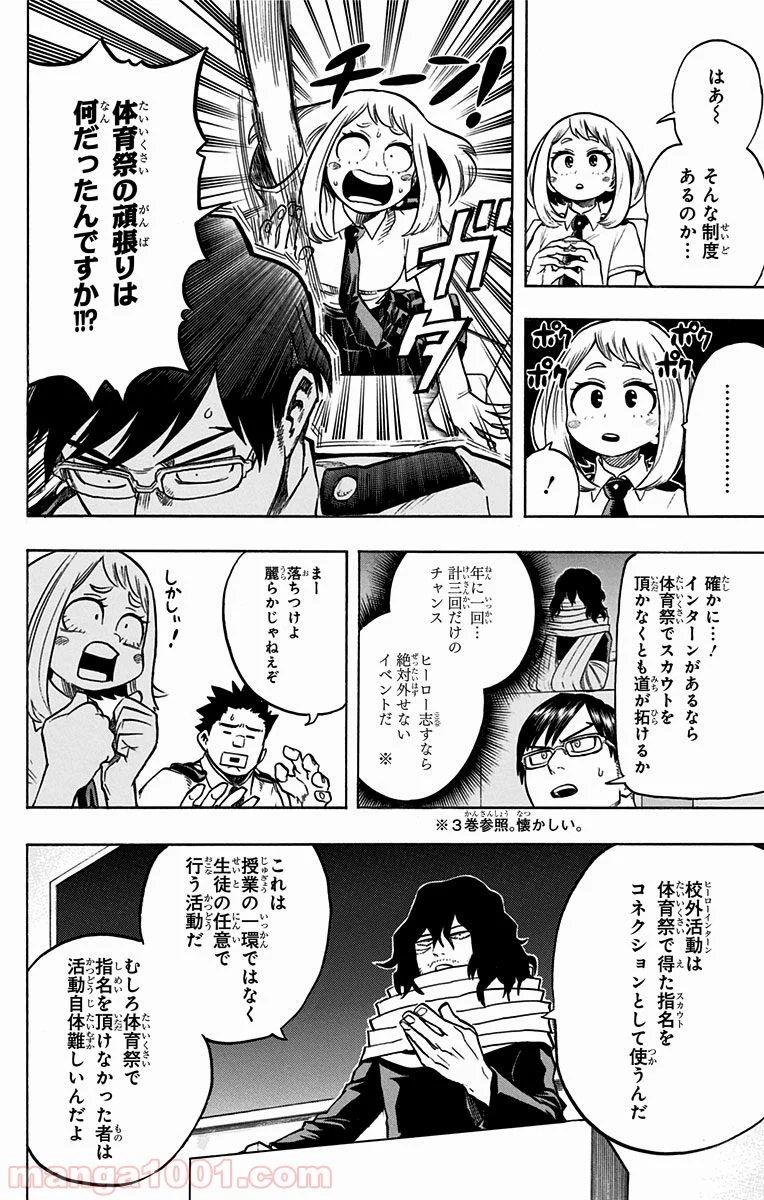 はあ～
そんな制度
あるのか…
ポク
ポク
ポク
ポク
…………
！
チーン！
ガタ
体育祭の頑張りは
何だったんですか!!!?
確かに…！
インターンがあるなら
体育祭でスカウトを
頂かなくとも道が拓けるか
年に一回…
計三回だけの
チャンス
ヒーロー志すなら
絶対外せない
イベントだ
※
※３巻参照。懐かしい。
まー
落ちつけよ
麗らかじゃねえぞ
しかしぃ！
校外活動は
体育祭で得た指名を
コネクションとして使うんだ
これは
授業の一環ではなく
生徒の任意で
行う活動だ
むしろ体育祭で
指名を頂けなかった者は
活動自体難しいんだよ
manga1001.com